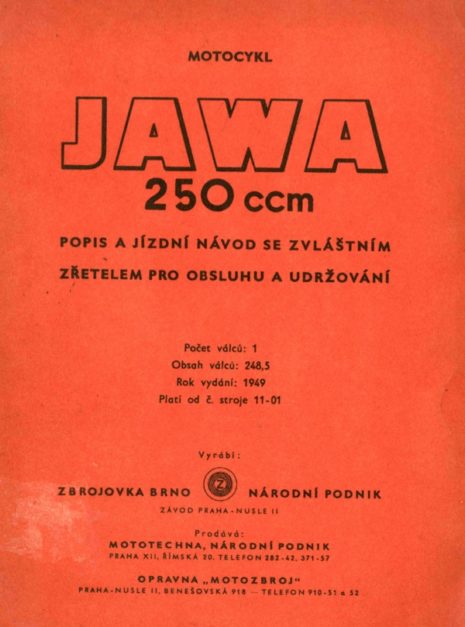 MOTOCYKL
JAWA
250 ccm
POPIS A JÍZDNÍ NÁVOD SE ZVLÁŠTNÍM
ZŘETELEM PRO OBSLUHU A UDRŽOVÁNÍ
Počet válců: 1
Obsah válců: 248,5
Rok vydání: 1949
Platí od č. stroje 11-01
Vyrábí:
ZBROJOVKA BRNO NÁRODNÍ PODNIK
ZÁVOD PRAHA-NUSLE II
Prodává:
MOTOTECHNA, NÁRODNÍ PODNIK
PRAHA XII, ŘÍMSKÁ 20. TELEFON 282-42, 371-57
OPRAVNA „MOTOZBROJ"
PRAHA-NUSLE II, BENEŠOVSKÁ 918 — TELEFON 910-51 a 52